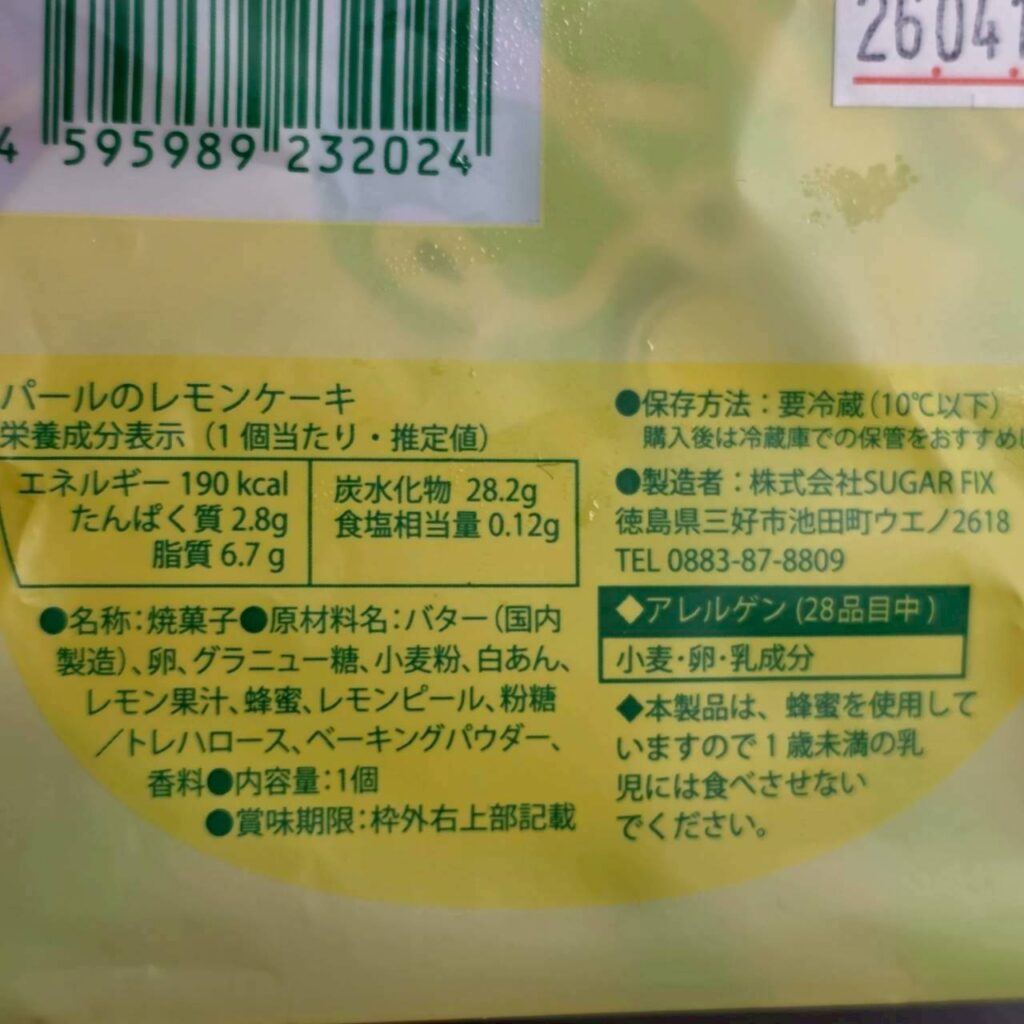 26.041
4 595989 232024
パールのレモンケーキ
栄養成分表示（1個当たり・推定値）
エネルギー 190 kcal
たんぱく質 2.8g
脂質 6.7 g
炭水化物 28.2g
食塩相当量 0.12g
●名称：焼菓子●原材料名：バター（国内
製造）、卵、グラニュー糖、小麦粉、白あん、
レモン果汁、蜂蜜、レモンピール、粉糖
／トレハロース、ベーキングパウダー、
香料●内容量：1個
●賞味期限：枠外右上部記載
●保存方法：要冷蔵（10℃以下）
購入後は冷蔵庫での保管をおすすめ
●製造者：株式会社SUGAR FIX
徳島県三好市池田町ウエノ2618
TEL 0883-87-8809
◆アレルゲン（28品目中）
小麦・卵・乳成分
◆本製品は、蜂蜜を使用して
いますので1歳未満の乳
児には食べさせない
でください。